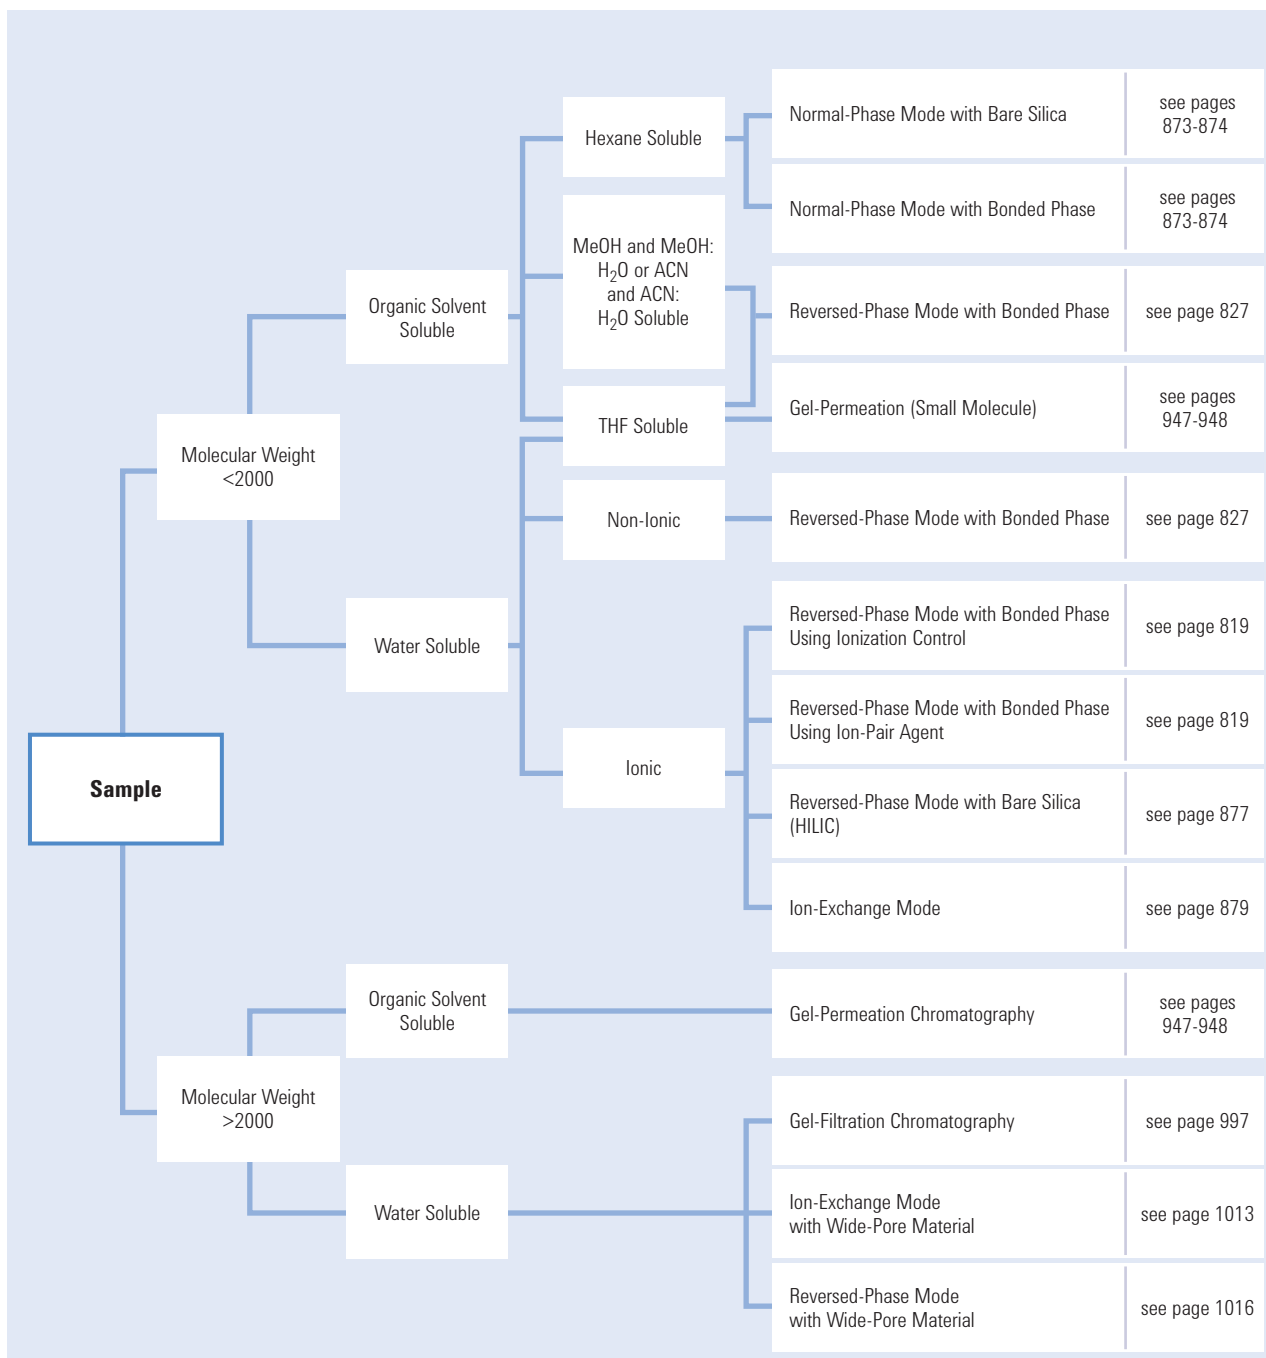 Sample
Molecular Weight
<2000
Organic Solvent
Soluble
Hexane Soluble
Normal-Phase Mode with Bare Silica
see pages
873-874
Normal-Phase Mode with Bonded Phase
see pages
873-874
MeOH and MeOH:
H₂O or ACN
and ACN:
H₂O Soluble
Reversed-Phase Mode with Bonded Phase
see page 827
THF Soluble
Gel-Permeation (Small Molecule)
see pages
947-948
Water Soluble
Non-Ionic
Reversed-Phase Mode with Bonded Phase
see page 827
Ionic
Reversed-Phase Mode with Bonded Phase
Using Ionization Control
see page 819
Reversed-Phase Mode with Bonded Phase
Using Ion-Pair Agent
see page 819
Reversed-Phase Mode with Bare Silica
(HILIC)
see page 877
Ion-Exchange Mode
see page 879
Molecular Weight
>2000
Organic Solvent
Soluble
Gel-Permeation Chromatography
see pages
947-948
Water Soluble
Gel-Filtration Chromatography
see page 997
Ion-Exchange Mode
with Wide-Pore Material
see page 1013
Reversed-Phase Mode
with Wide-Pore Material
see page 1016